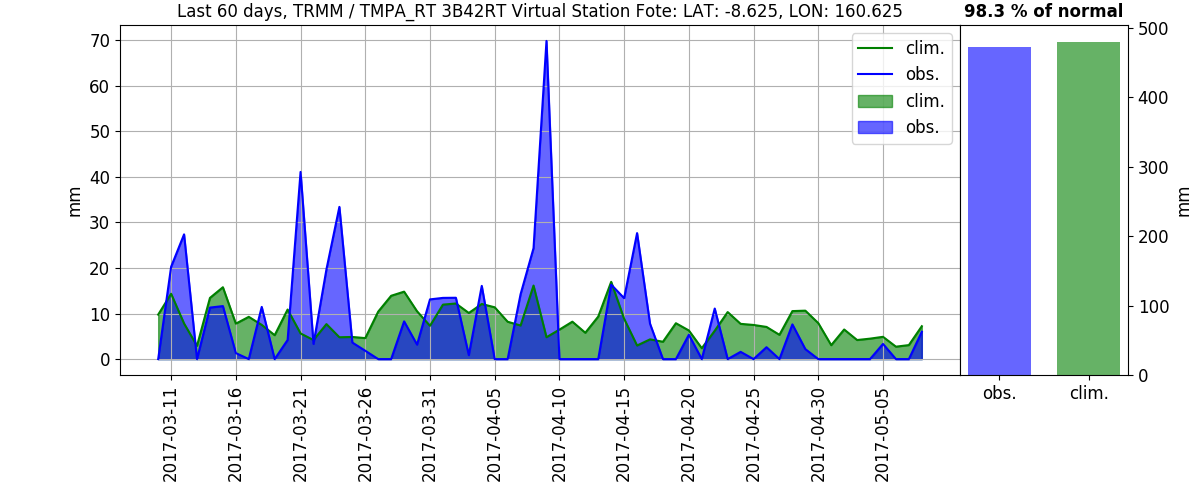 Last 60 days, TRMM / TMPA_RT 3B42RT Virtual Station Fote: LAT: -8.625, LON: 160.625
98.3 % of normal
70
60
50
40
30
20
10
0
mm
clim.
obs.
clim.
obs.
2017-03-11
2017-03-16
2017-03-21
2017-03-26
2017-03-31
2017-04-05
2017-04-10
2017-04-15
2017-04-20
2017-04-25
2017-04-30
2017-05-05
500
400
300
200
100
0
mm
obs.
clim.